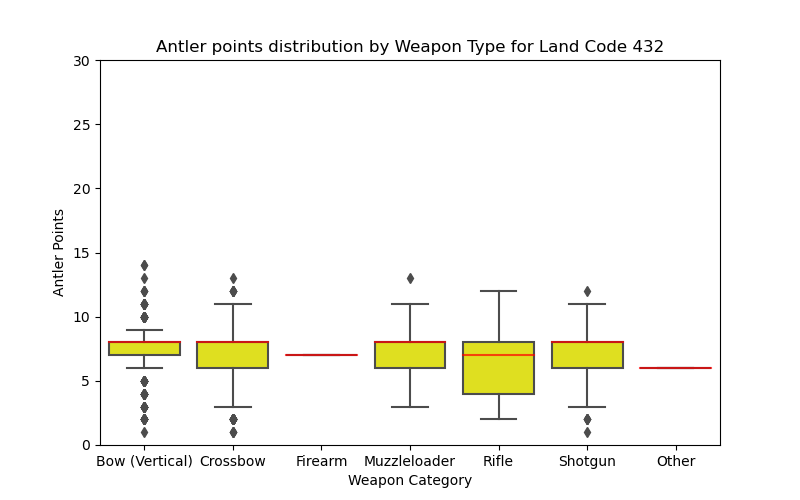 Antler points distribution by Weapon Type for Land Code 432
30
25
20
15
10
5
0
Antler Points
Bow (Vertical) Crossbow Firearm Muzzleloader Rifle Shotgun Other
Weapon Category